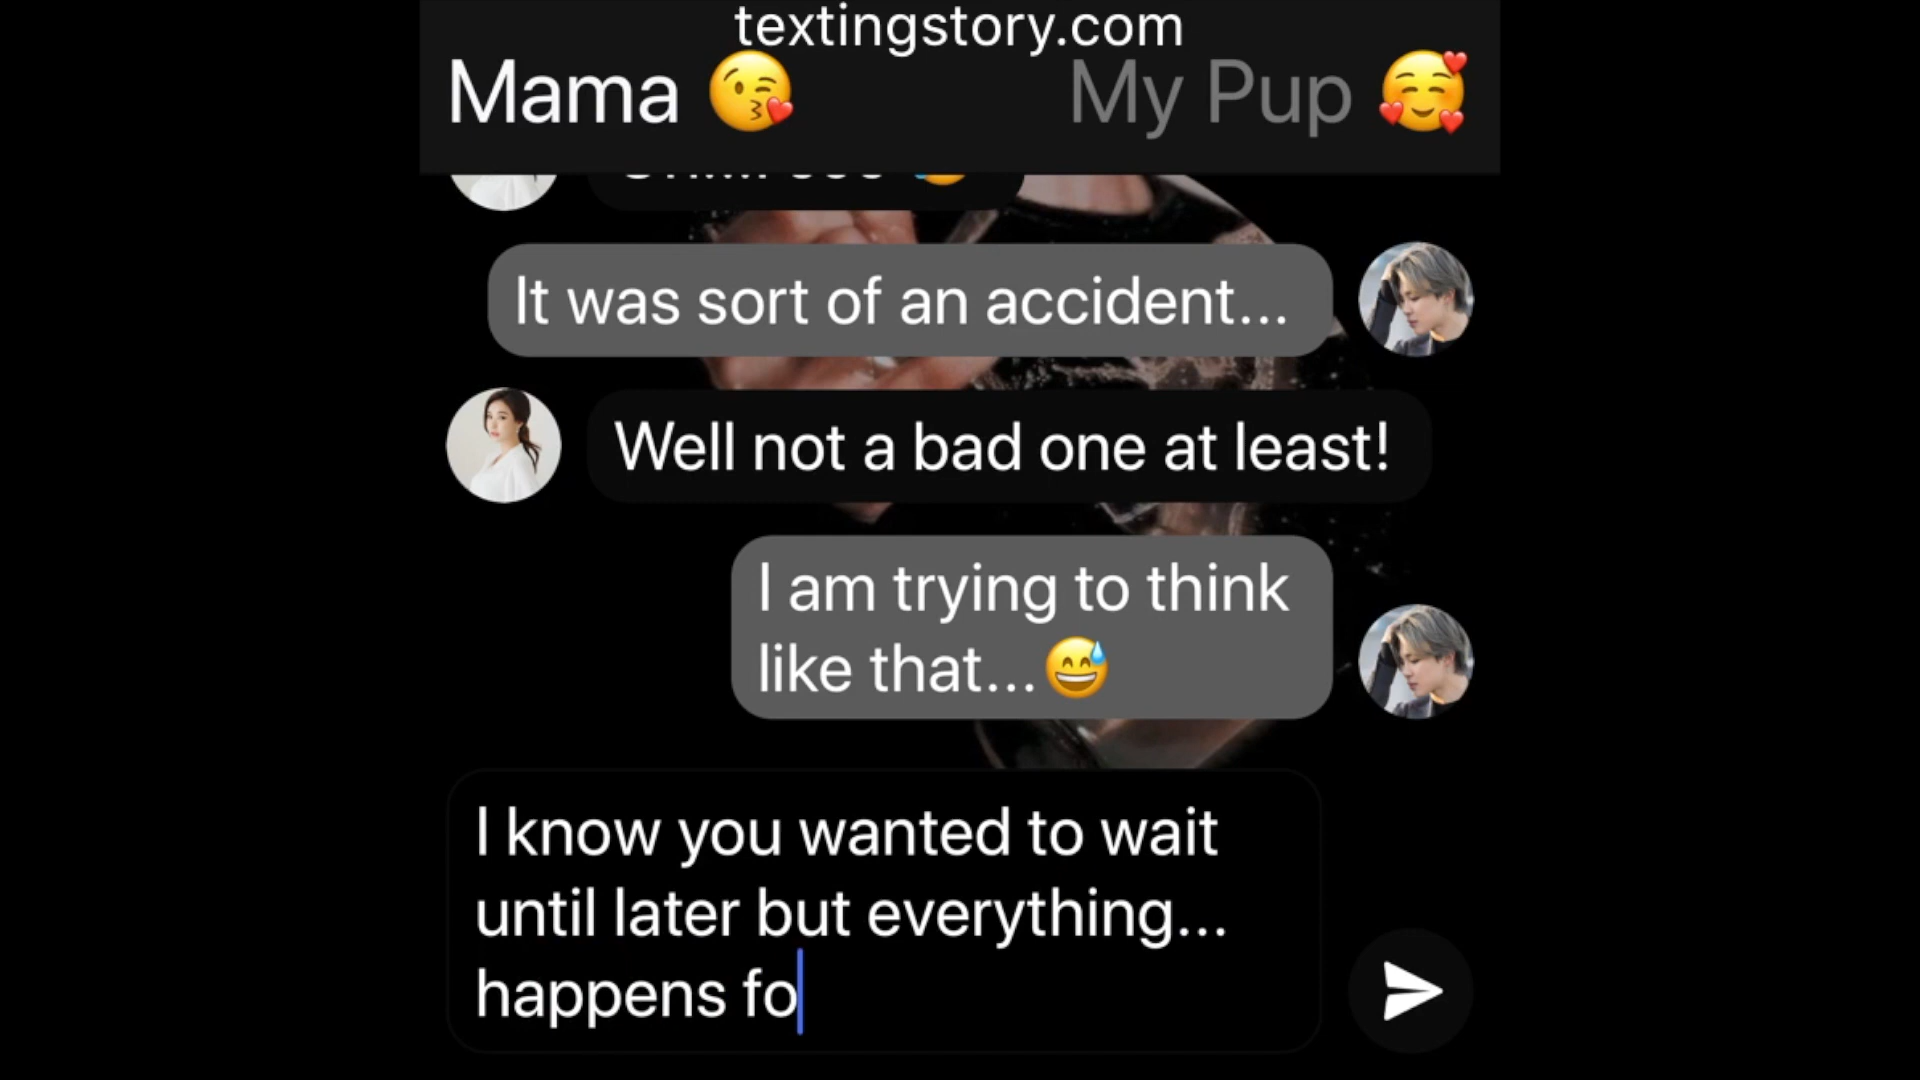 textingstory.com
Mama 😘 My Pup 🥰
It was sort of an accident...
Well not a bad one at least!
I am trying to think
like that...😅
I know you wanted to wait
until later but everything...
happens fo